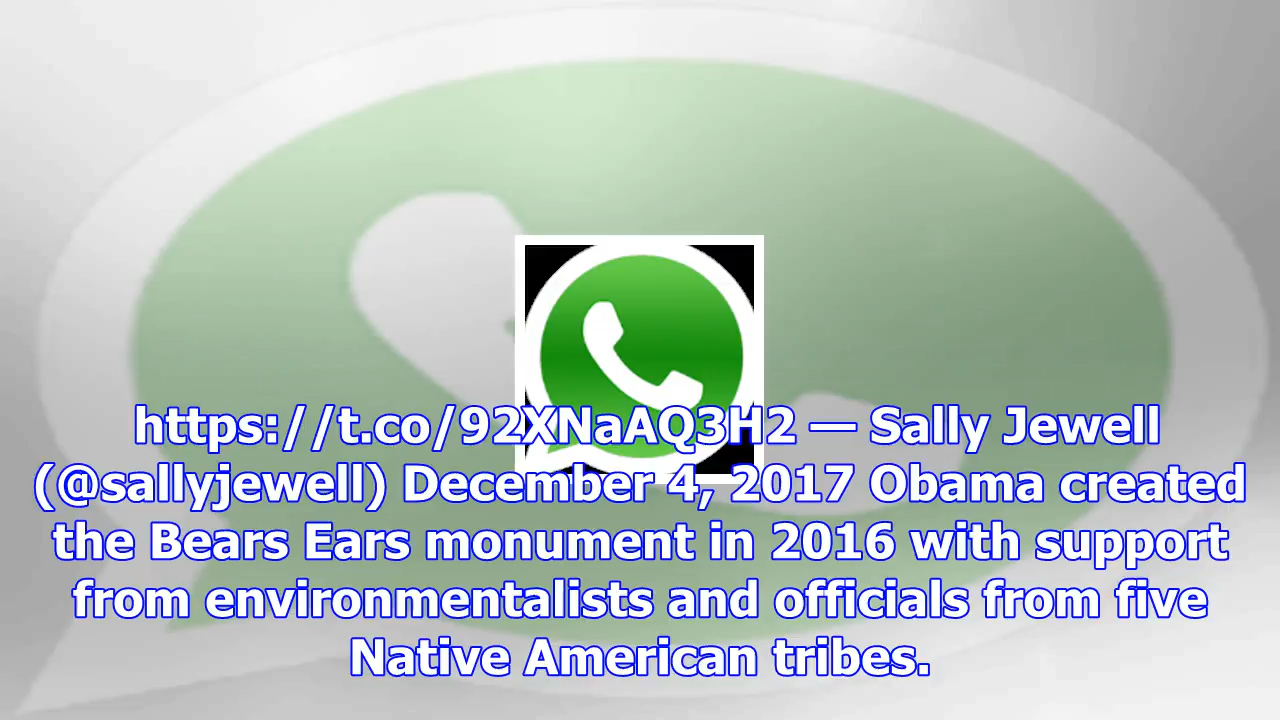 https://t.co/92XNaAQ3H2 — Sally Jewell
(@sallyjewell) December 4, 2017 Obama created
the Bears Ears monument in 2016 with support
from environmentalists and officials from five
Native American tribes.